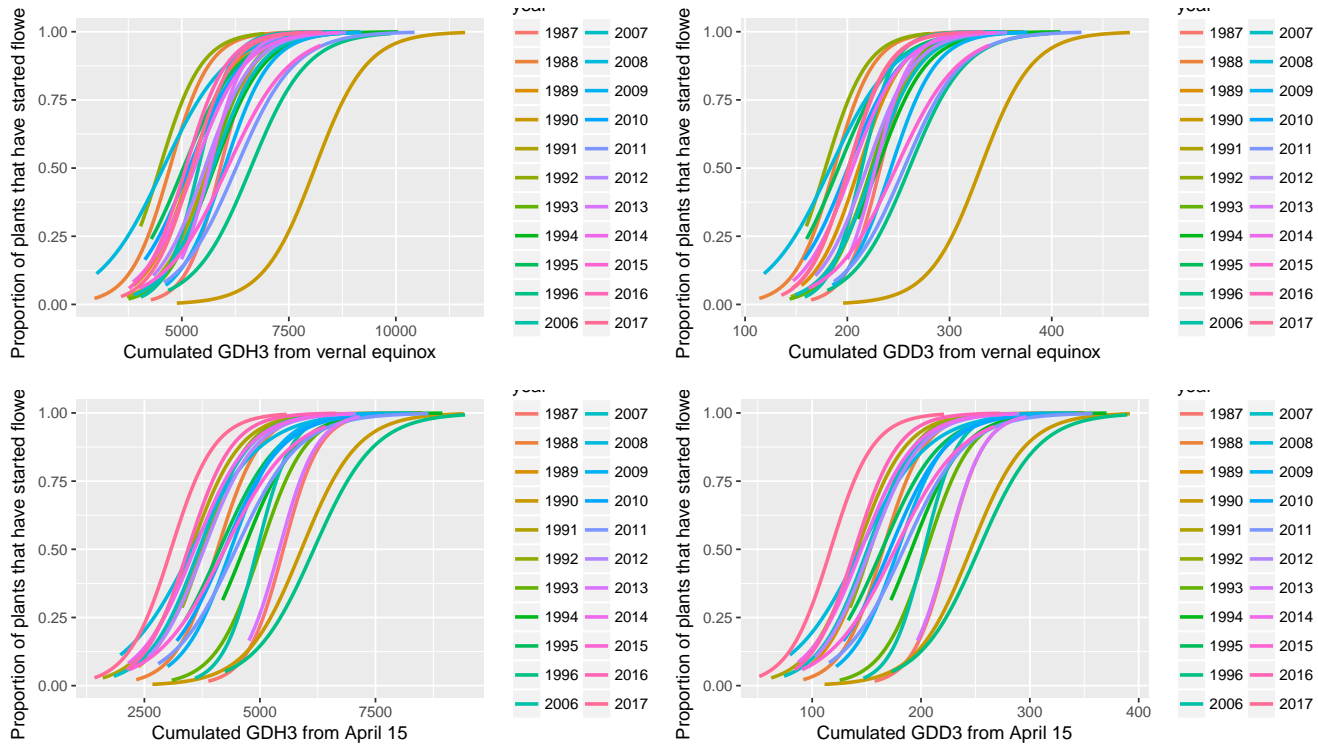 year year
1.00 0.75 0.50 0.25 0.00
Proportion of plants that have started flowe
5000 7500 10000
Cumulated GDH3 from vernal equinox
1987 2007
1988 2008
1989 2009
1990 2010
1991 2011
1992 2012
1993 2013
1994 2014
1995 2015
1996 2016
2006 2017
1.00 0.75 0.50 0.25 0.00
Proportion of plants that have started flowe
100 200 300 400
Cumulated GDD3 from vernal equinox
1987 2007
1988 2008
1989 2009
1990 2010
1991 2011
1992 2012
1993 2013
1994 2014
1995 2015
1996 2016
2006 2017
year year
1.00 0.75 0.50 0.25 0.00
Proportion of plants that have started flowe
2500 5000 7500
Cumulated GDH3 from April 15
1987 2007
1988 2008
1989 2009
1990 2010
1991 2011
1992 2012
1993 2013
1994 2014
1995 2015
1996 2016
2006 2017
1.00 0.75 0.50 0.25 0.00
Proportion of plants that have started flowe
100 200 300 400
Cumulated GDD3 from April 15
1987 2007
1988 2008
1989 2009
1990 2010
1991 2011
1992 2012
1993 2013
1994 2014
1995 2015
1996 2016
2006 2017